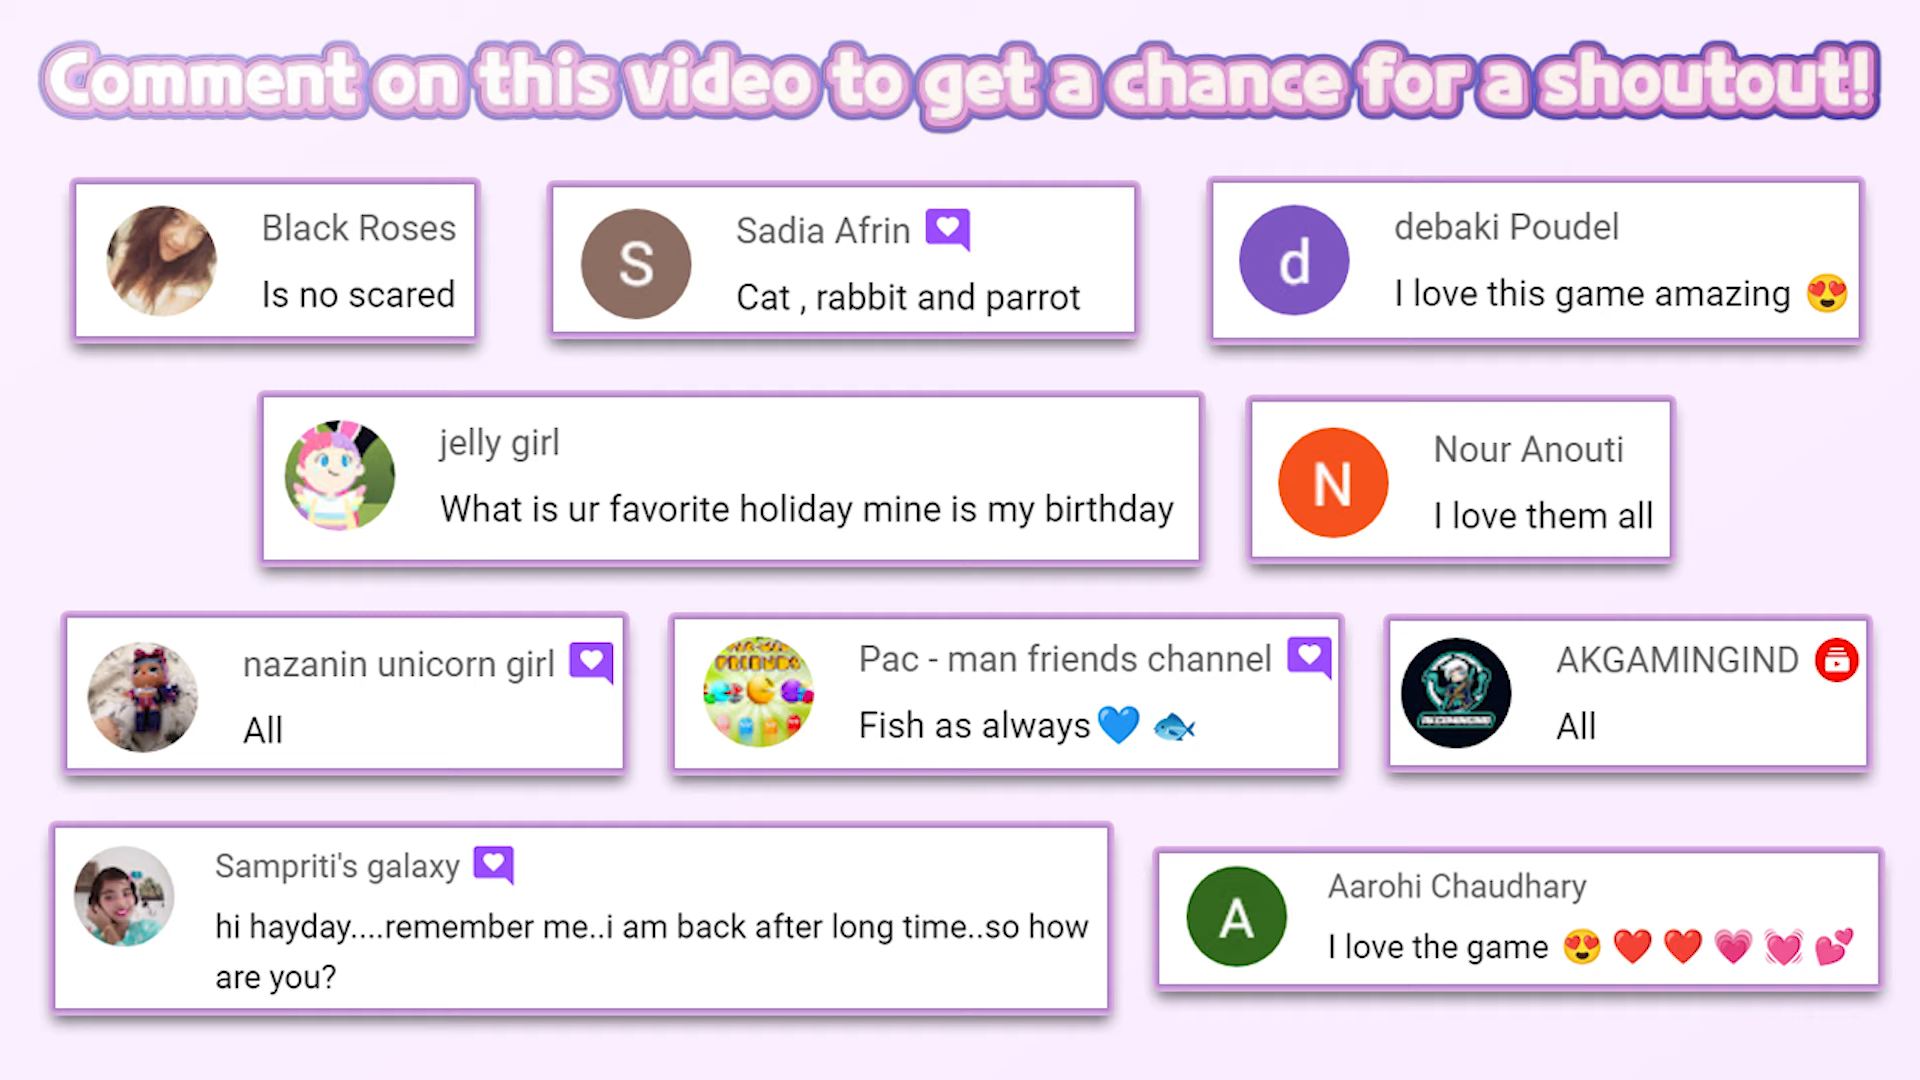 Comment on this video to get a chance for a shoutout!
Black Roses
Is no scared
S
Sadia Afrin
Cat , rabbit and parrot
d
debaki Poudel
I love this game amazing 😍
jelly girl
What is ur favorite holiday mine is my birthday
N
Nour Anouti
I love them all
nazanin unicorn girl
All
FRIENDS
Pac - man friends channel
Fish as always💙 🐟
AKGAMINGIND
AKGAMINGIND
All
Sampriti's galaxy
hi hayday....remember me..i am back after long time..so how
are you?
A
Aarohi Chaudhary
I love the game 😍 ❤️ ❤️ 💗 💓 💕